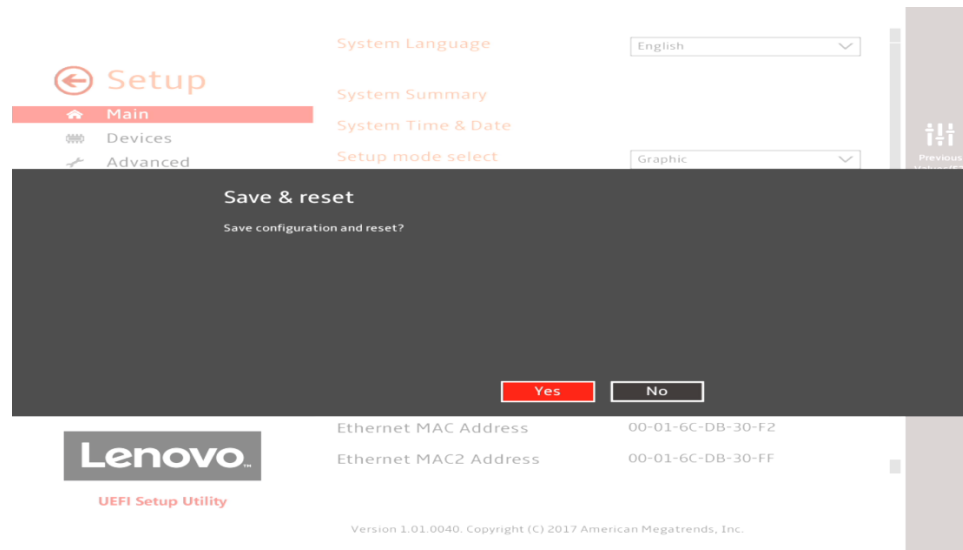 System Language English
Setup
System Summary
Main
System Time & Date
Devices
Setup mode select Graphic
Advanced
Previous
Save & reset
Save configuration and reset?
Yes No
Ethernet MAC Address 00-01-6C-DB-30-F2
Lenovo™
Ethernet MAC2 Address 00-01-6C-DB-30-FF
UEFI Setup Utility
Version 1.01.0040. Copyright (C) 2017 American Megatrends, Inc.